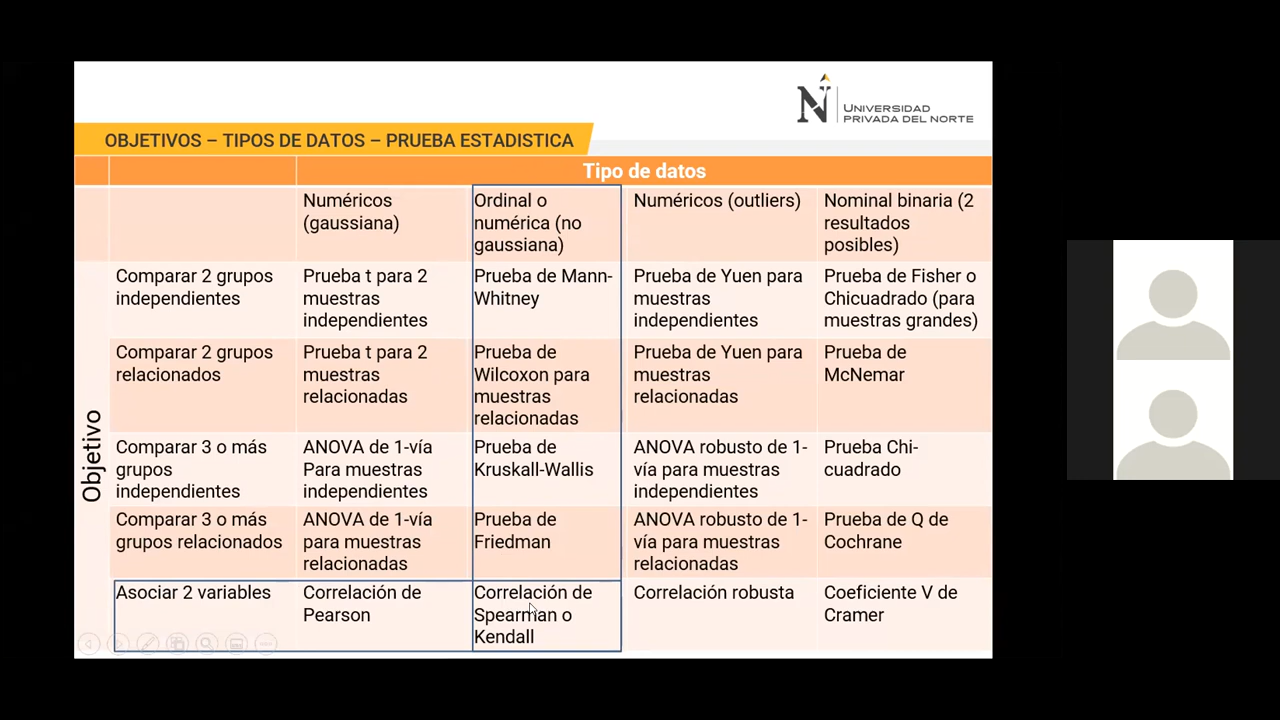 UNIVERSIDAD
PRIVADA DEL NORTE
OBJETIVOS – TIPOS DE DATOS – PRUEBA ESTADISTICA
Tipo de datos
Numéricos
(gaussiana)
Ordinal o
numérica (no
gaussiana)
Numéricos (outliers)
Nominal binaria (2
resultados
posibles)
Objetivo
Comparar 2 grupos
independientes
Prueba t para 2
muestras
independientes
Prueba de Mann-
Whitney
Prueba de Yuen para
muestras
independientes
Prueba de Fisher o
Chicuadrado (para
muestras grandes)
Comparar 2 grupos
relacionados
Prueba t para 2
muestras
relacionadas
Prueba de
Wilcoxon para
muestras
relacionadas
Prueba de Yuen para
muestras
relacionadas
Prueba de
McNemar
Comparar 3 o más
grupos
independientes
ANOVA de 1-vía
Para muestras
independientes
Prueba de
Kruskall-Wallis
ANOVA robusto de 1-
vía para muestras
independientes
Prueba Chi-
cuadrado
Comparar 3 o más
grupos relacionados
ANOVA de 1-vía
para muestras
relacionadas
Prueba de
Friedman
ANOVA robusto de 1-
vía para muestras
relacionadas
Prueba de Q de
Cochrane
Asociar 2 variables
Correlación de
Pearson
Correlación de
Spearman o
Kendall
Correlación robusta
Coeficiente V de
Cramer